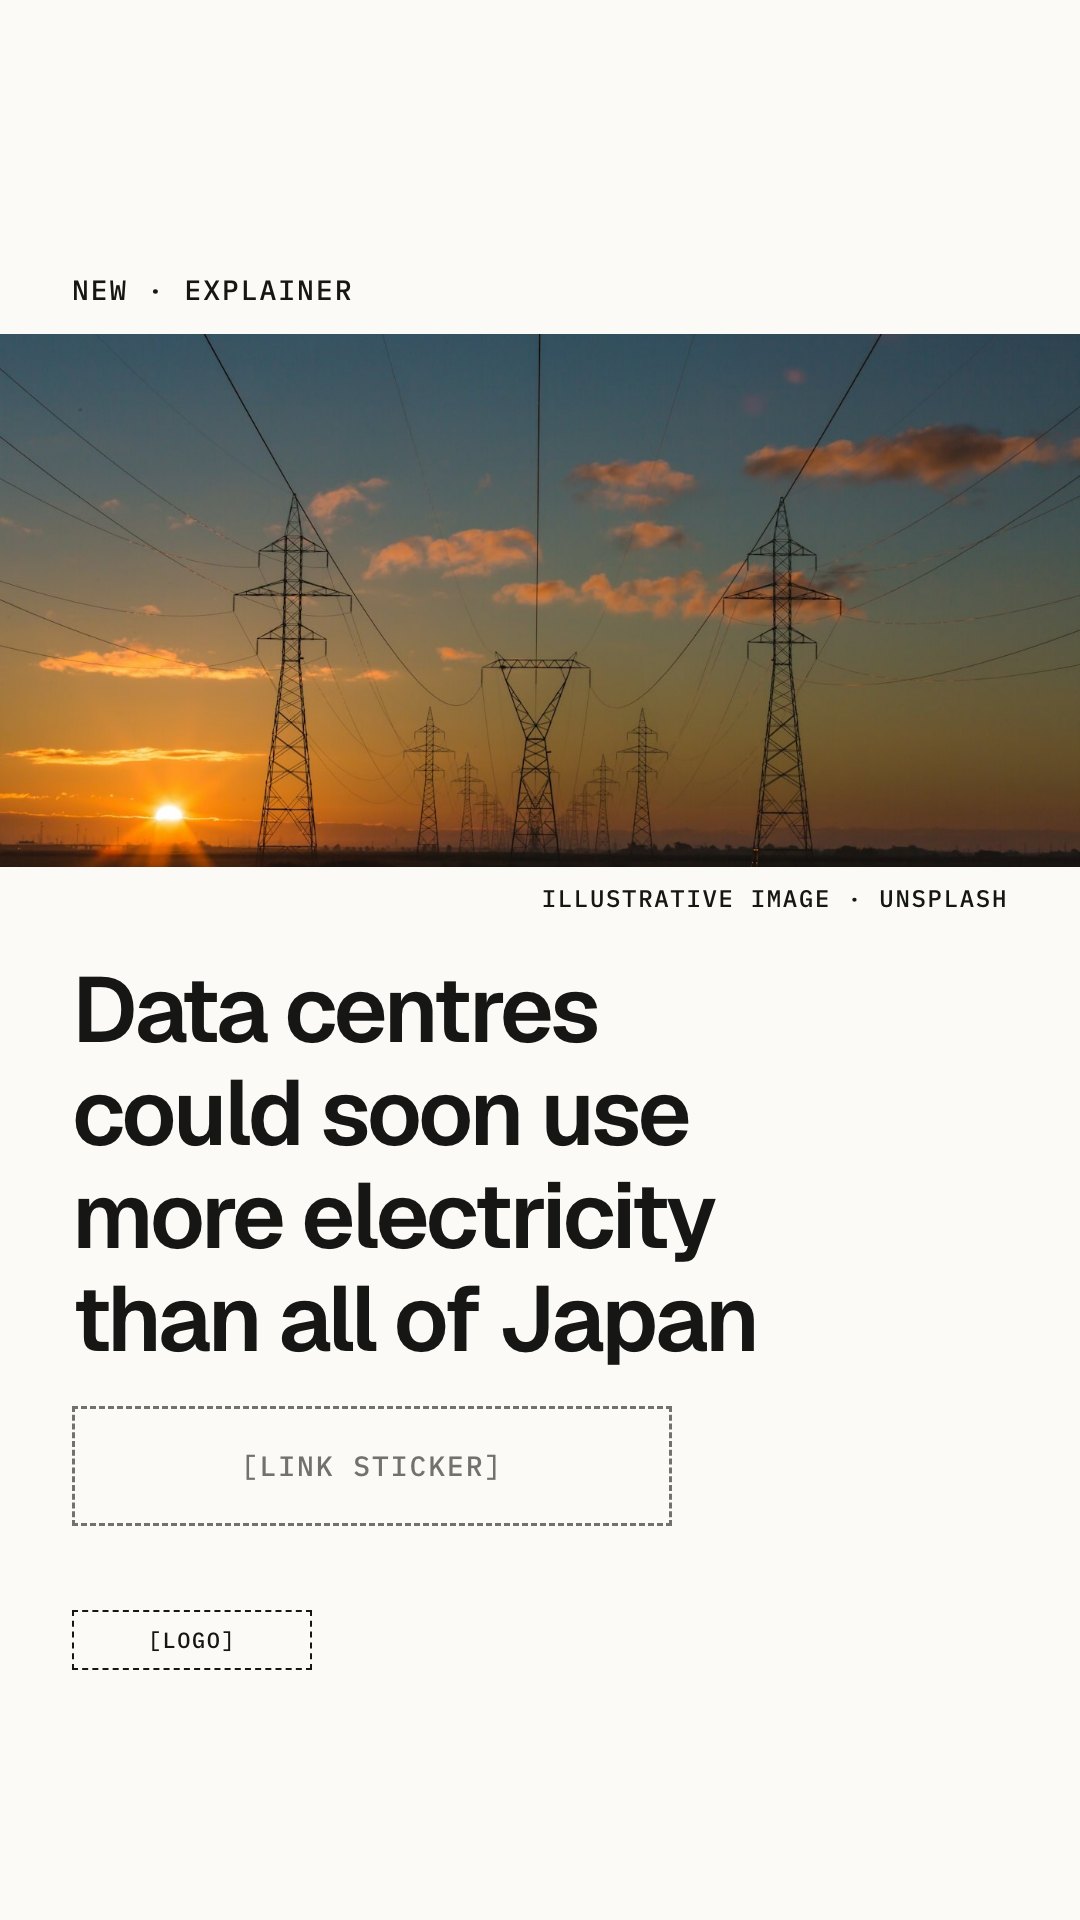 NEW · EXPLAINER
ILLUSTRATIVE IMAGE · UNSPLASH
Data centres
could soon use
more electricity
than all of Japan
[LINK STICKER]
[LOGO]